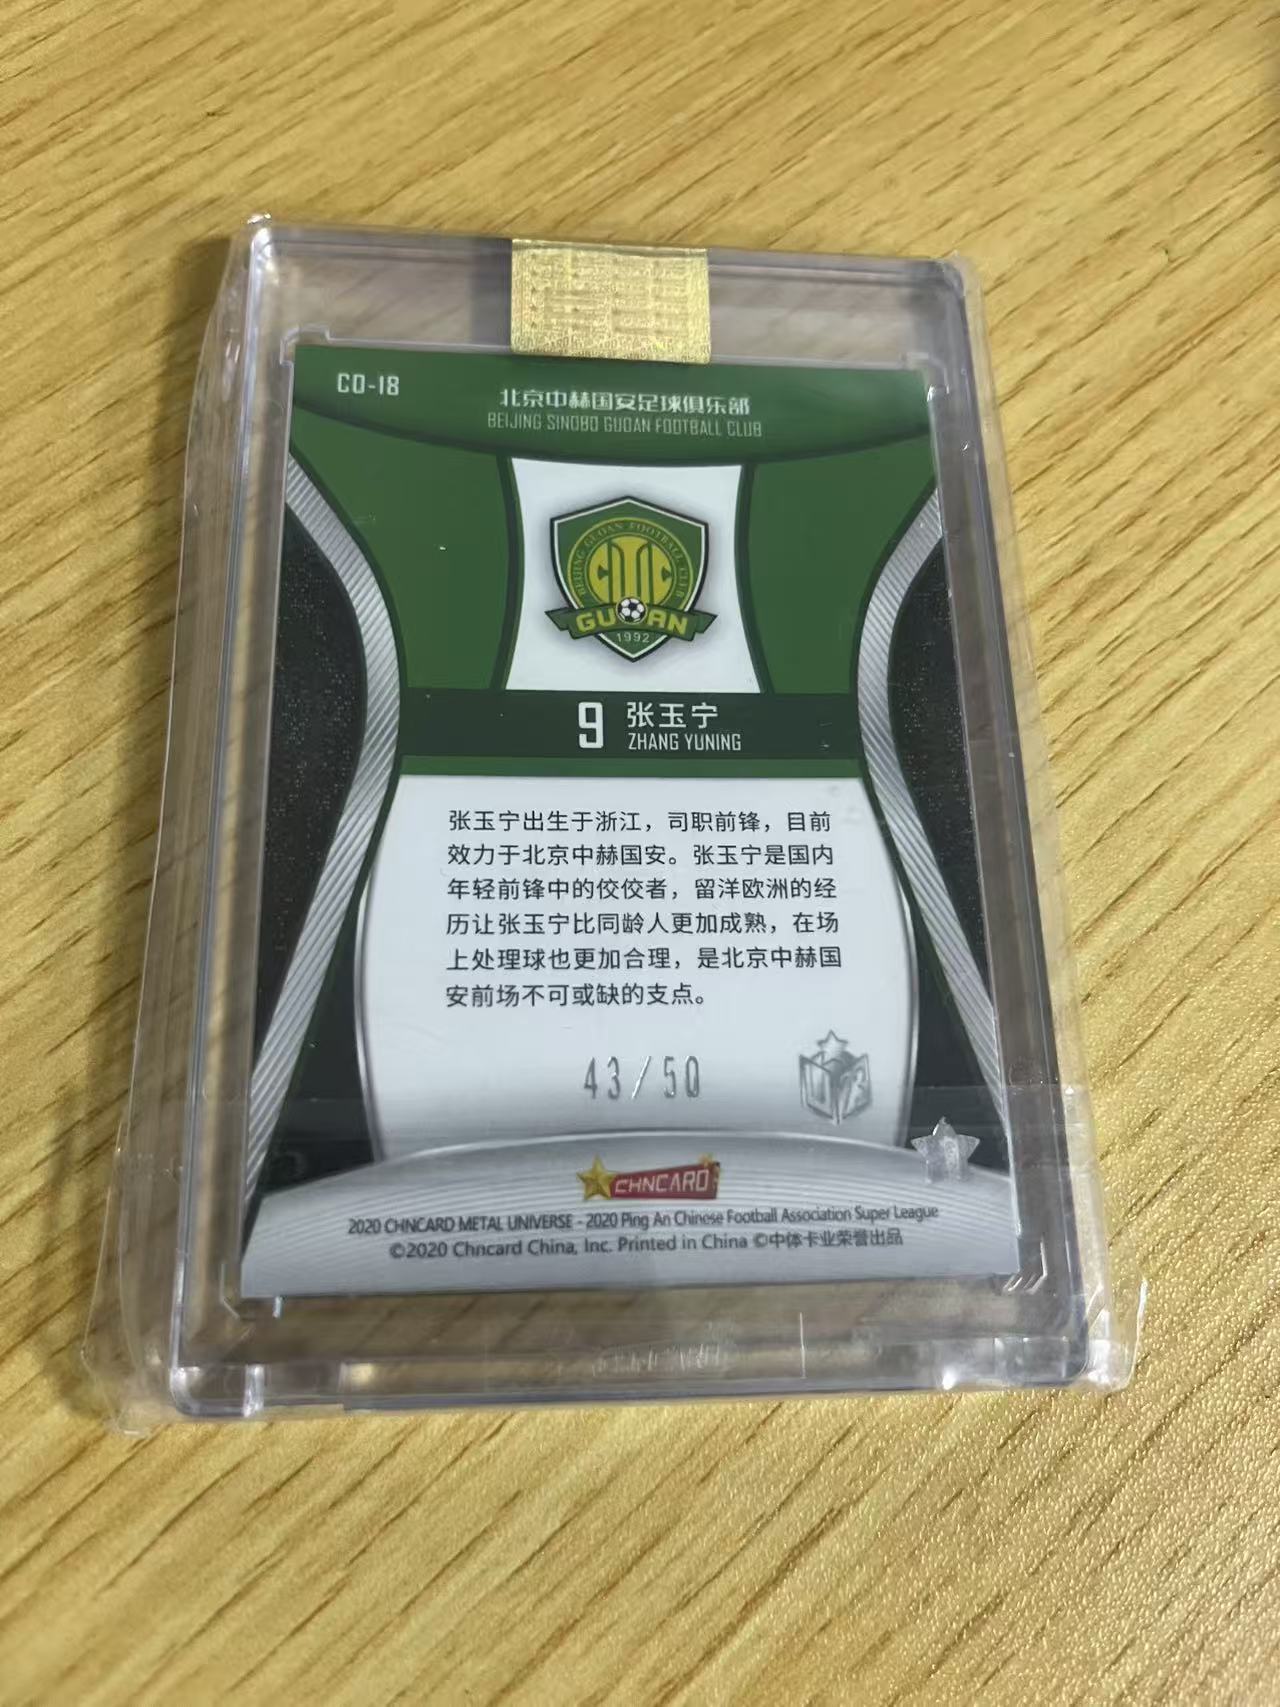 CO-18
北京中赫国安足球俱乐部
BEIJING SINOBO GUOAN FOOTBALL CLUB
BEIJING GUOAN FOOTBALL CLUB
CITIC
GUOAN
1992
9 张玉宁
ZHANG YUNING
张玉宁出生于浙江，司职前锋，目前
效力于北京中赫国安。张玉宁是国内
年轻前锋中的佼佼者，留洋欧洲的经
历让张玉宁比同龄人更加成熟，在场
上处理球也更加合理，是北京中赫国
安前场不可或缺的支点。
43/50
CHNCARD
2020 CHNCARD METAL UNIVERSE - 2020 Ping An Chinese Football Association Super League
©2020 Chncard China, Inc. Printed in China ©中体卡业荣誉出品